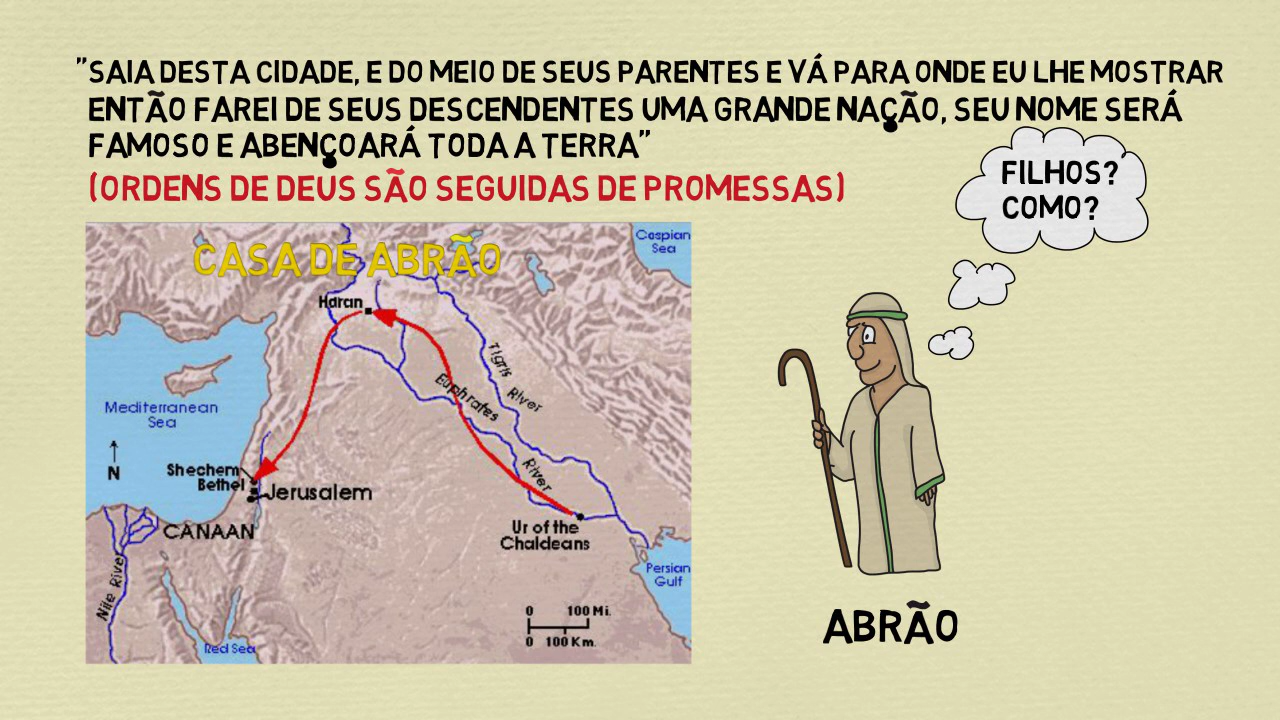 "SAIA DESTA CIDADE, E DO MEIO DE SEUS PARENTES E VÁ PARA ONDE EU LHE MOSTRAR
ENTÃO FAREI DE SEUS DESCENDENTES UMA GRANDE NAÇÃO, SEU NOME SERÁ
FAMOSO E ABENÇOARÁ TODA A TERRA"
(ORDENS DE DEUS SÃO SEGUIDAS DE PROMESSAS)
FILHOS?
COMO?
CASA DE ABRÃO
Caspian
Sea
Haran
Tigris
River
Euphrates
River
Mediterranean
Sea
N
Shechem
Bethel
Jerusalem
CANAAN
Ur of the
Chaldeans
Persian
Gulf
Nile River
Red Sea
0 100 Mi.
0 100 Km.
ABRÃO